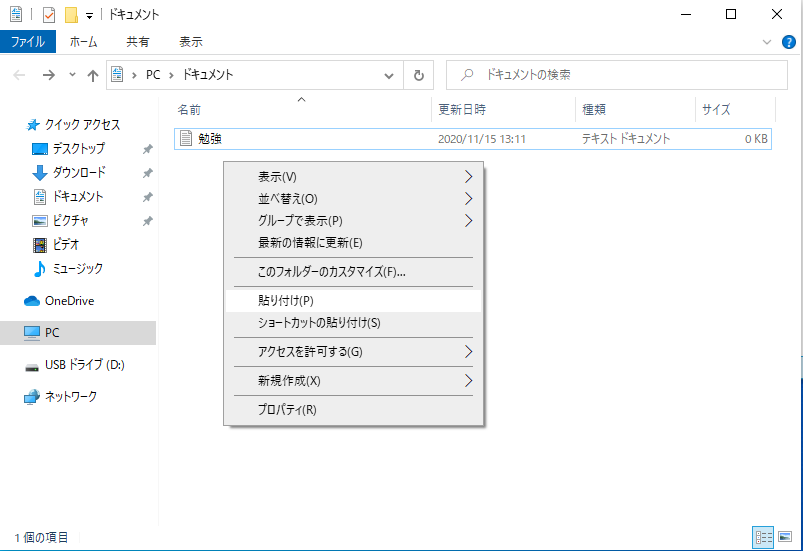 ドキュメント
ファイル ホーム 共有 表示
PC ドキュメント ドキュメントの検索
名前 更新日時 種類 サイズ
勉強 2020/11/15 13:11 テキスト ドキュメント 0 KB
クイック アクセス
デスクトップ
ダウンロード
ドキュメント
ピクチャ
ビデオ
ミュージック
OneDrive
PC
USB ドライブ (D:)
ネットワーク
表示(V)
並べ替え(O)
グループで表示(P)
最新の情報に更新(E)
このフォルダーのカスタマイズ(F)...
貼り付け(P)
ショートカットの貼り付け(S)
アクセスを許可する(G)
新規作成(X)
プロパティ(R)
1 個の項目